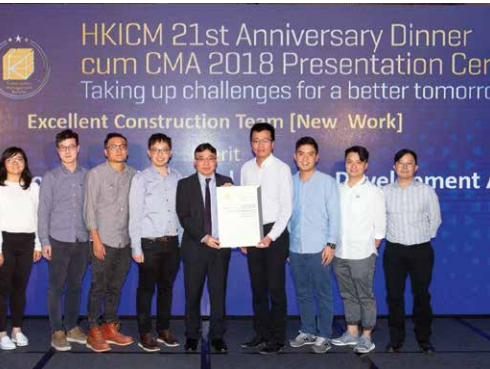 HKICM 21st Anniversary Dinner
cum CMA 2018 Presentation Cer
Taking up challenges for a better tomorro
Excellent Construction Team [New Work]
erit
Development A